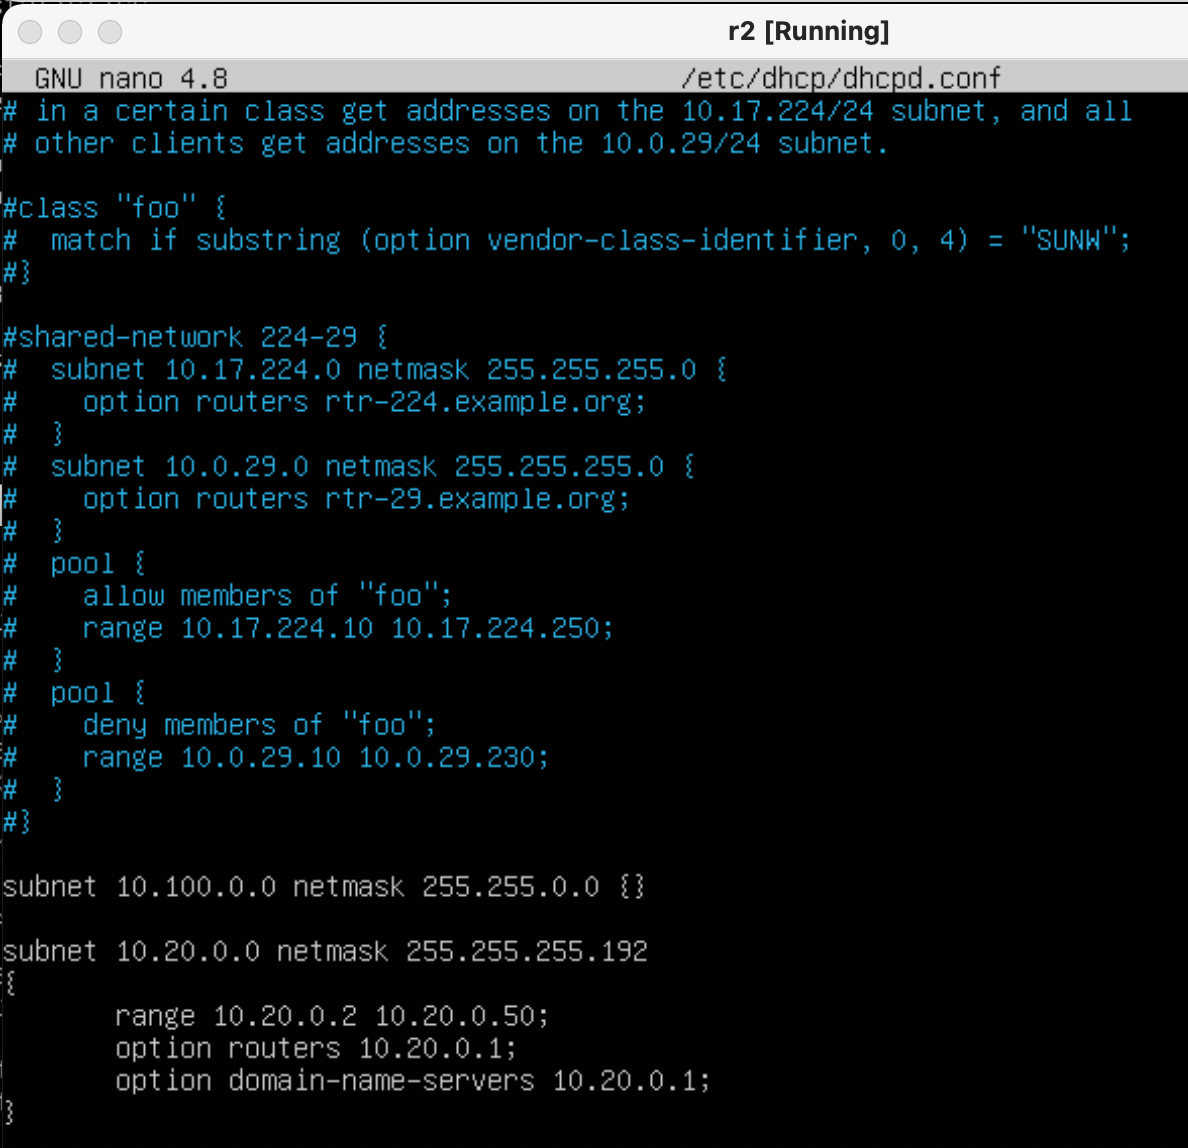 r2 [Running]
GNU nano 4.8 /etc/dhcp/dhcpd.conf
# in a certain class get addresses on the 10.17.224/24 subnet, and all
# other clients get addresses on the 10.0.29/24 subnet.
#class "foo" {
#  match if substring (option vendor-class-identifier, 0, 4) = "SUNW";
#}
#shared-network 224-29 {
#  subnet 10.17.224.0 netmask 255.255.255.0 {
#    option routers rtr-224.example.org;
#  }
#  subnet 10.0.29.0 netmask 255.255.255.0 {
#    option routers rtr-29.example.org;
#  }
#  pool {
#    allow members of "foo";
#    range 10.17.224.10 10.17.224.250;
#  }
#  pool {
#    deny members of "foo";
#    range 10.0.29.10 10.0.29.230;
#  }
#}
subnet 10.100.0.0 netmask 255.255.0.0 {}
subnet 10.20.0.0 netmask 255.255.255.192
{
       range 10.20.0.2 10.20.0.50;
       option routers 10.20.0.1;
       option domain-name-servers 10.20.0.1;
}